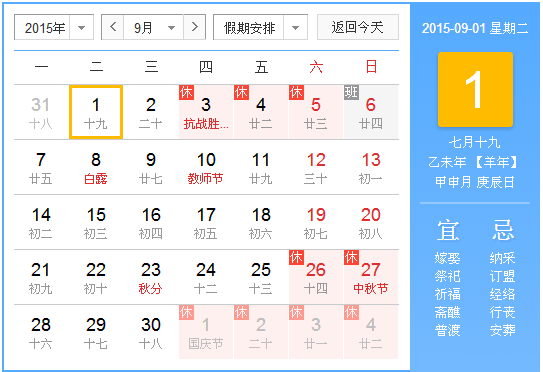 2015年 9月 假期安排 返回今天
一 二 三 四 五 六 日
31 1 2 休 3 休 4 休 5 班 6
十八 十九 二十 抗战胜... 廿二 廿三 廿四
7 8 9 10 11 12 13
廿五 白露 廿七 教师节 廿九 三十 初一
14 15 16 17 18 19 20
初二 初三 初四 初五 初六 初七 初八
21 22 23 24 25 休 26 休 27
初九 初十 秋分 十二 十三 十四 中秋节
28 29 30 休 1 休 2 休 3 休 4
十六 十七 十八 国庆节 二十 廿一 廿二
2015-09-01 星期二
1
七月十九
乙未年 【羊年】
甲申月 庚辰日
宜 忌
嫁娶 纳采
祭祀 订盟
祈福 经络
斋醮 行丧
普渡 安葬